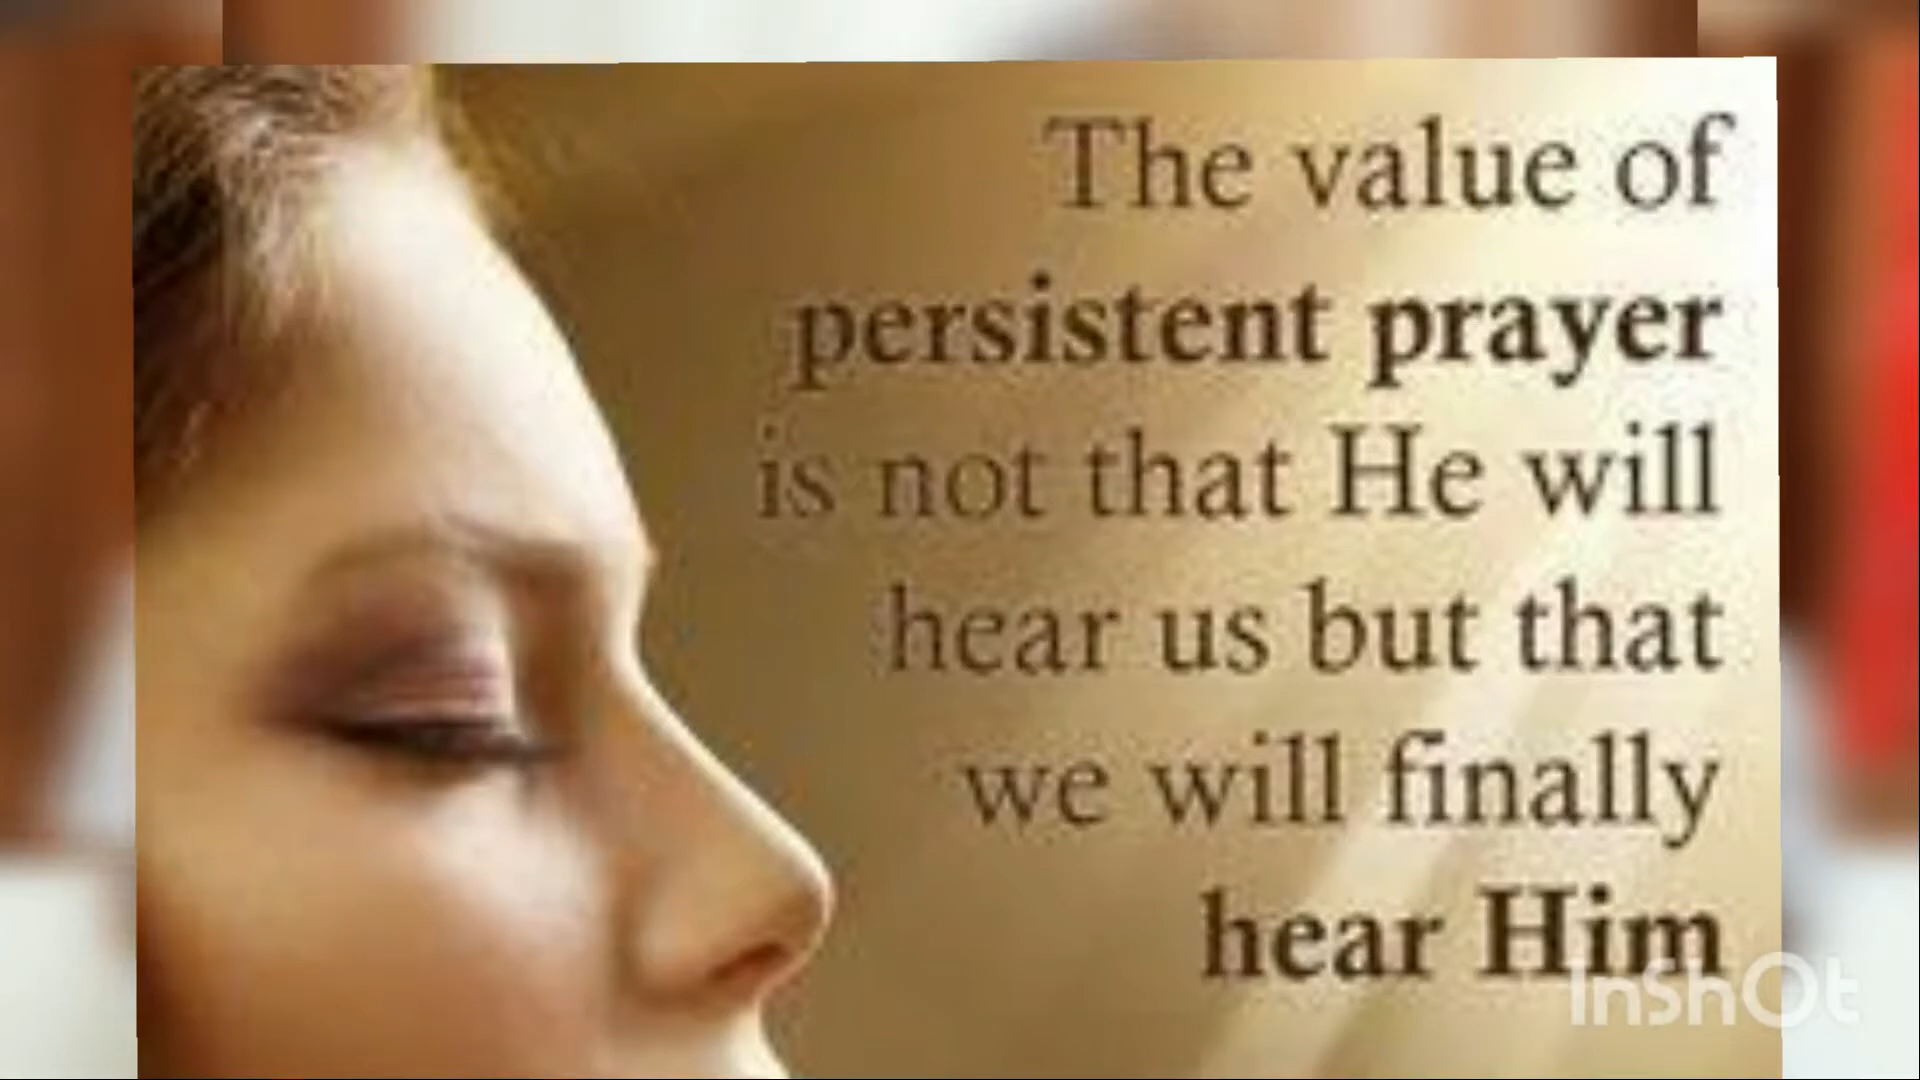 The value of
persistent prayer
is not that He will
hear us but that
we will finally
hear Him
InShOt